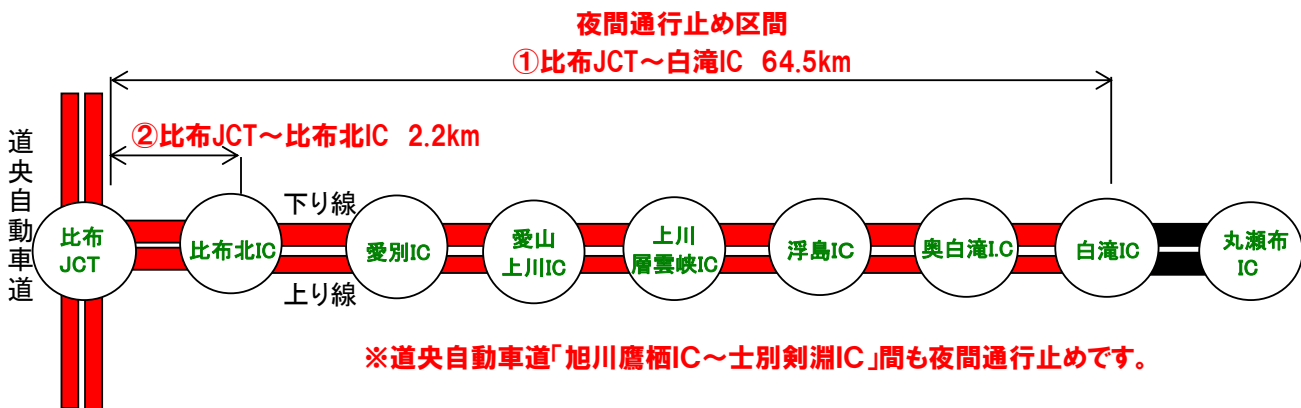 夜間通行止め区間
①比布JCT～白滝IC 64.5km
②比布JCT～比布北IC 2.2km
道央自動車道
下り線
比布
JCT
比布北IC
愛別IC
愛山
上川IC
上川
層雲峡IC
浮島IC
奥白滝I.C
白滝IC
丸瀬布
IC
上り線
※道央自動車道「旭川鷹栖IC～士別剣淵IC」間も夜間通行止めです。